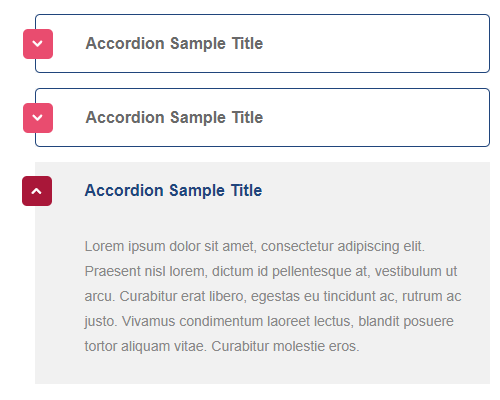 Accordion Sample Title
Accordion Sample Title
Accordion Sample Title
Lorem ipsum dolor sit amet, consectetur adipiscing elit.
Praesent nisl lorem, dictum id pellentesque at, vestibulum ut
arcu. Curabitur erat libero, egestas eu tincidunt ac, rutrum ac
justo. Vivamus condimentum laoreet lectus, blandit posuere
tortor aliquam vitae. Curabitur molestie eros.